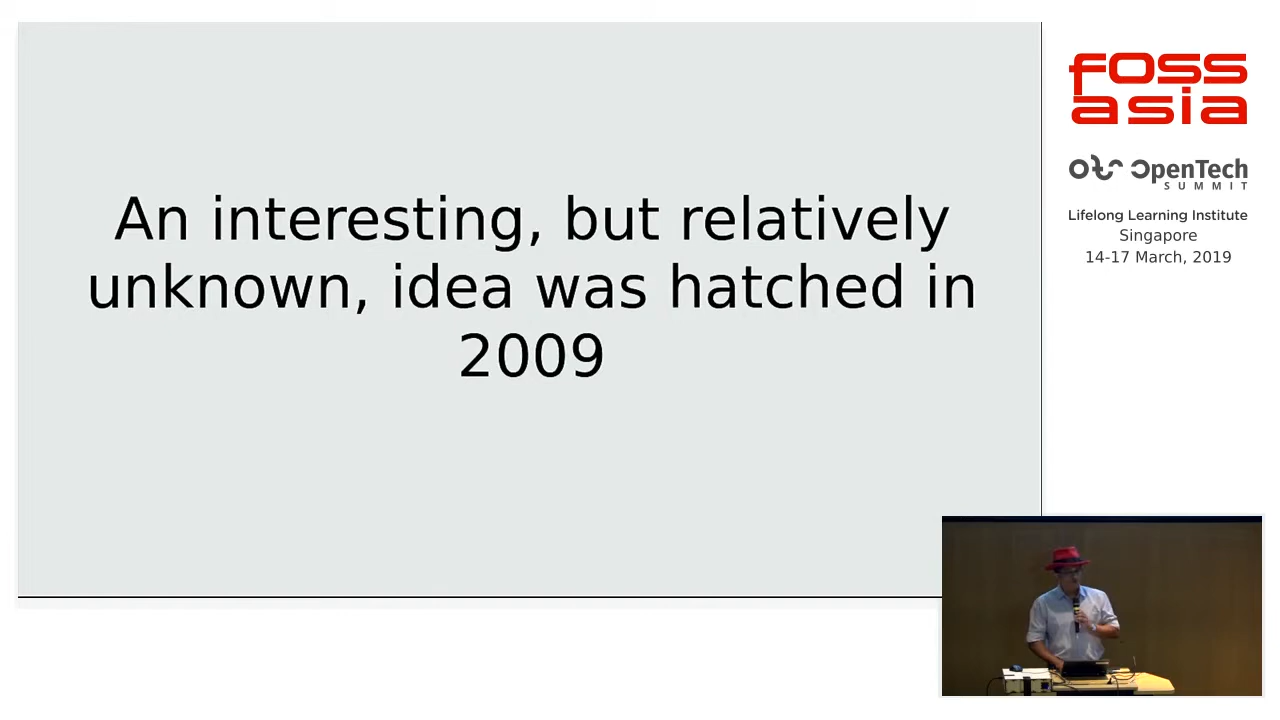 An interesting, but relatively
unknown, idea was hatched in
2009
foss
asia
OpenTech
SUMMIT
Lifelong Learning Institute
Singapore
14-17 March, 2019